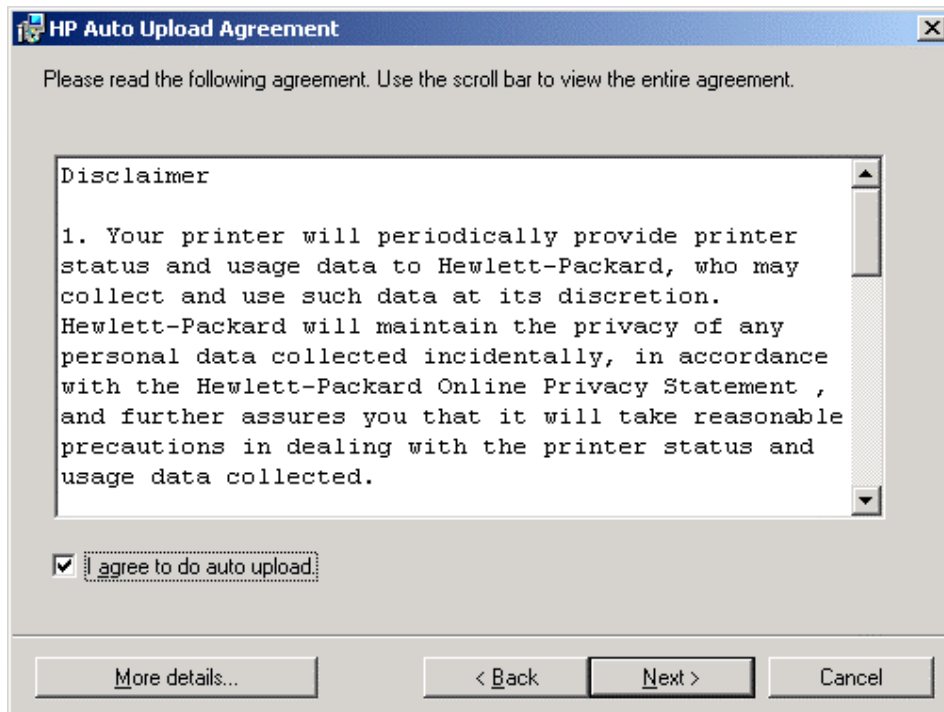 HP Auto Upload Agreement
Please read the following agreement. Use the scroll bar to view the entire agreement.
Disclaimer
1. Your printer will periodically provide printer
status and usage data to Hewlett-Packard, who may
collect and use such data at its discretion.
Hewlett-Packard will maintain the privacy of any
personal data collected incidentally, in accordance
with the Hewlett-Packard Online Privacy Statement ,
and further assures you that it will take reasonable
precautions in dealing with the printer status and
usage data collected.
I agree to do auto upload.
More details...
< Back
Next >
Cancel